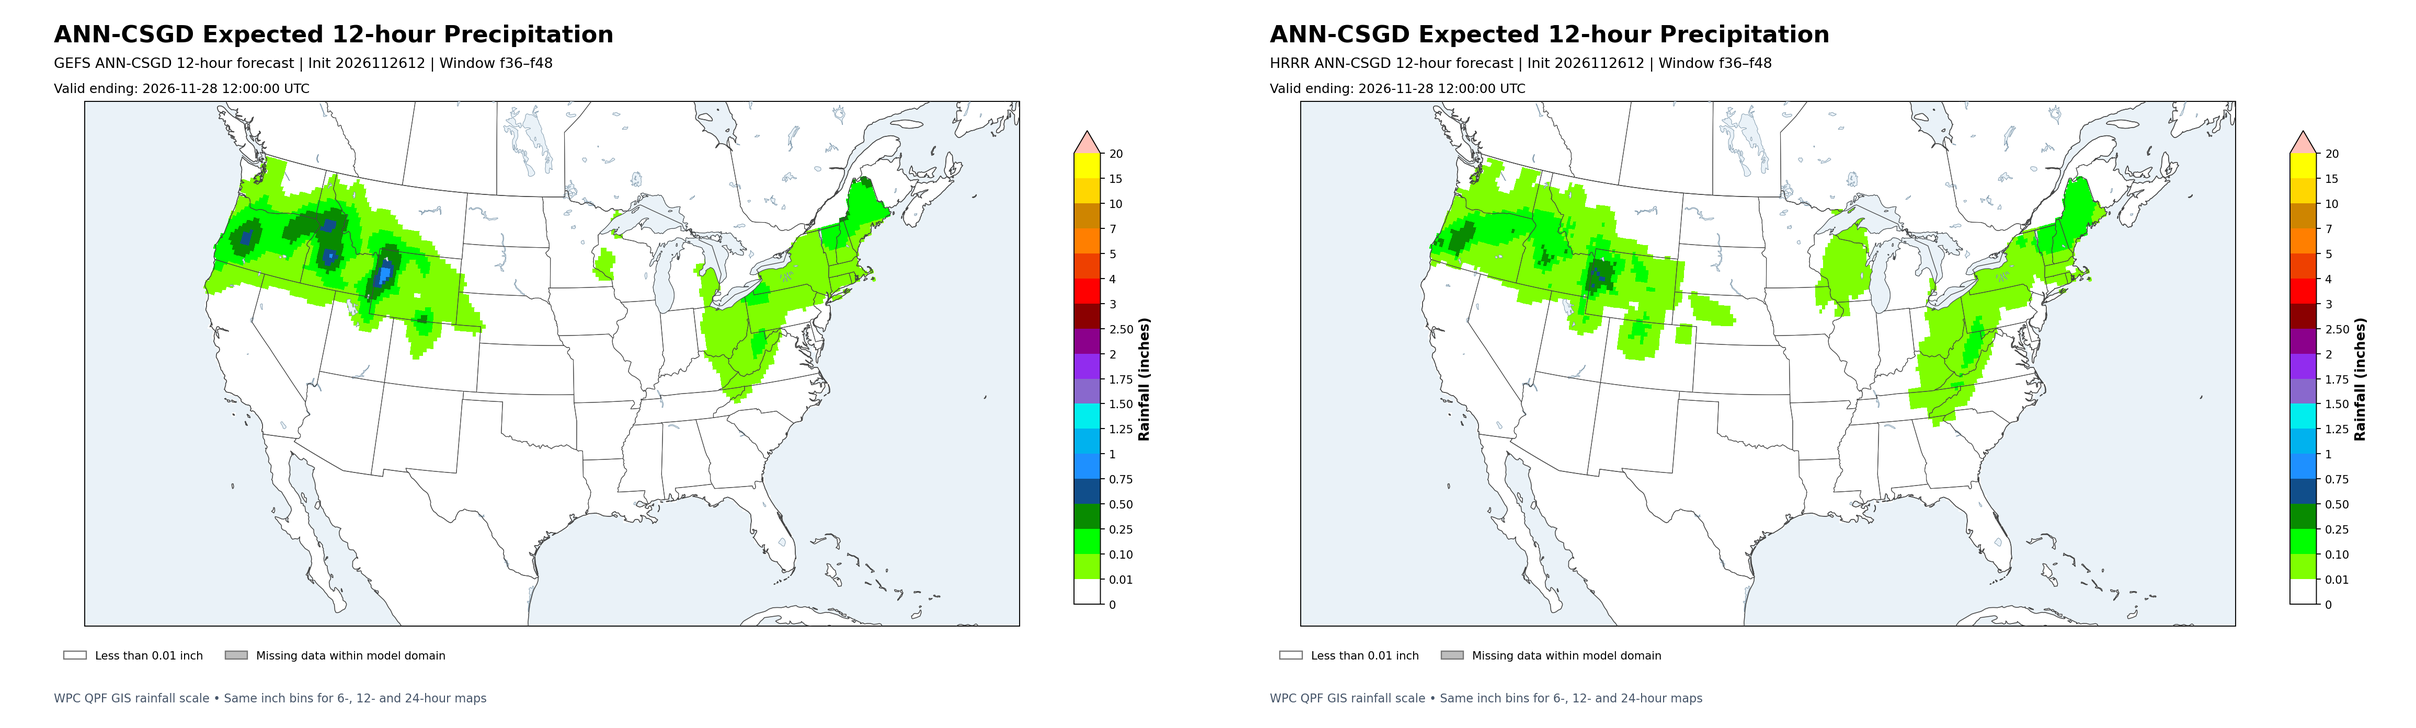 ANN-CSGD Expected 12-hour Precipitation
GEFS ANN-CSGD 12-hour forecast | Init 2026112612 | Window f36–f48
Valid ending: 2026-11-28 12:00:00 UTC
20
15
10
7
5
4
3
2.50
2
1.75
1.50
1.25
1
0.75
0.50
0.25
0.10
0.01
0
Rainfall (inches)
Less than 0.01 inch
Missing data within model domain
WPC QPF GIS rainfall scale • Same inch bins for 6-, 12- and 24-hour maps
ANN-CSGD Expected 12-hour Precipitation
HRRR ANN-CSGD 12-hour forecast | Init 2026112612 | Window f36–f48
Valid ending: 2026-11-28 12:00:00 UTC
20
15
10
7
5
4
3
2.50
2
1.75
1.50
1.25
1
0.75
0.50
0.25
0.10
0.01
0
Rainfall (inches)
Less than 0.01 inch
Missing data within model domain
WPC QPF GIS rainfall scale • Same inch bins for 6-, 12- and 24-hour maps